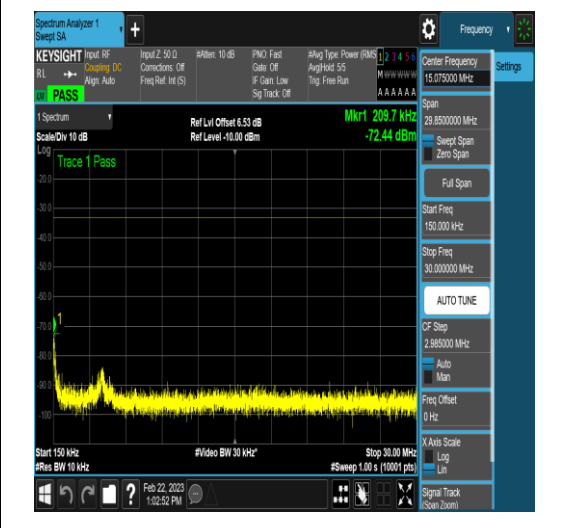 Spectrum Analyzer 1
Swept SA
+
Frequency
KEYSIGHT
RL
PASS
Input: RF
Coupling: DC
Align: Auto
Input Z: 50 Ω
Corrections: Off
Freq Ref: Int (S)
#Atten: 10 dB
PNO: Fast
Gate: Off
IF Gain: Low
Sig Track: Off
#Avg Type: Power (RMS
Avg|Hold: 5/5
Trig: Free Run
1 2 3 4 5 6
M W W W W W
A A A A A A
1 Spectrum
Scale/Div 10 dB
Ref Lvl Offset 6.53 dB
Ref Level -10.00 dBm
Mkr1 209.7 kHz
-72.44 dBm
Log
Trace 1 Pass
-20.0
-30.0
-40.0
-50.0
-60.0
-70.0
-80.0
-90.0
-100
1
Start 150 kHz
#Res BW 10 kHz
#Video BW 30 kHz*
Stop 30.00 MHz
#Sweep 1.00 s (10001 pts)
Feb 22, 2023
1:02:52 PM
Center Frequency
15.075000 MHz
Settings
Span
29.8500000 MHz
Swept Span
Zero Span
Full Span
Start Freq
150.000 kHz
Stop Freq
30.000000 MHz
AUTO TUNE
CF Step
2.985000 MHz
Auto
Man
Freq Offset
0 Hz
X Axis Scale
Log
Lin
Signal Track
(Span Zoom)